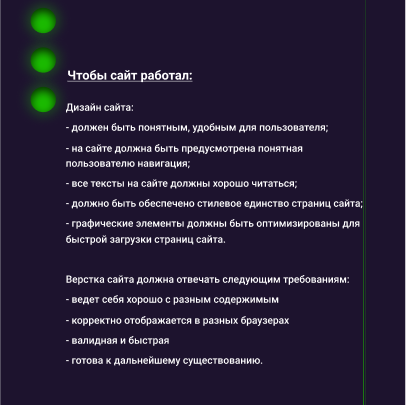 Чтобы сайт работал:
Дизайн сайта:
- должен быть понятным, удобным для пользователя;
- на сайте должна быть предусмотрена понятная
пользователю навигация;
- все тексты на сайте должны хорошо читаться;
- должно быть обеспечено стилевое единство страниц сайта;
- графические элементы должны быть оптимизированы для
быстрой загрузки страниц сайта.
Верстка сайта должна отвечать следующим требованиям:
- ведет себя хорошо с разным содержимым
- корректно отображается в разных браузерах
- валидная и быстрая
- готова к дальнейшему существованию.